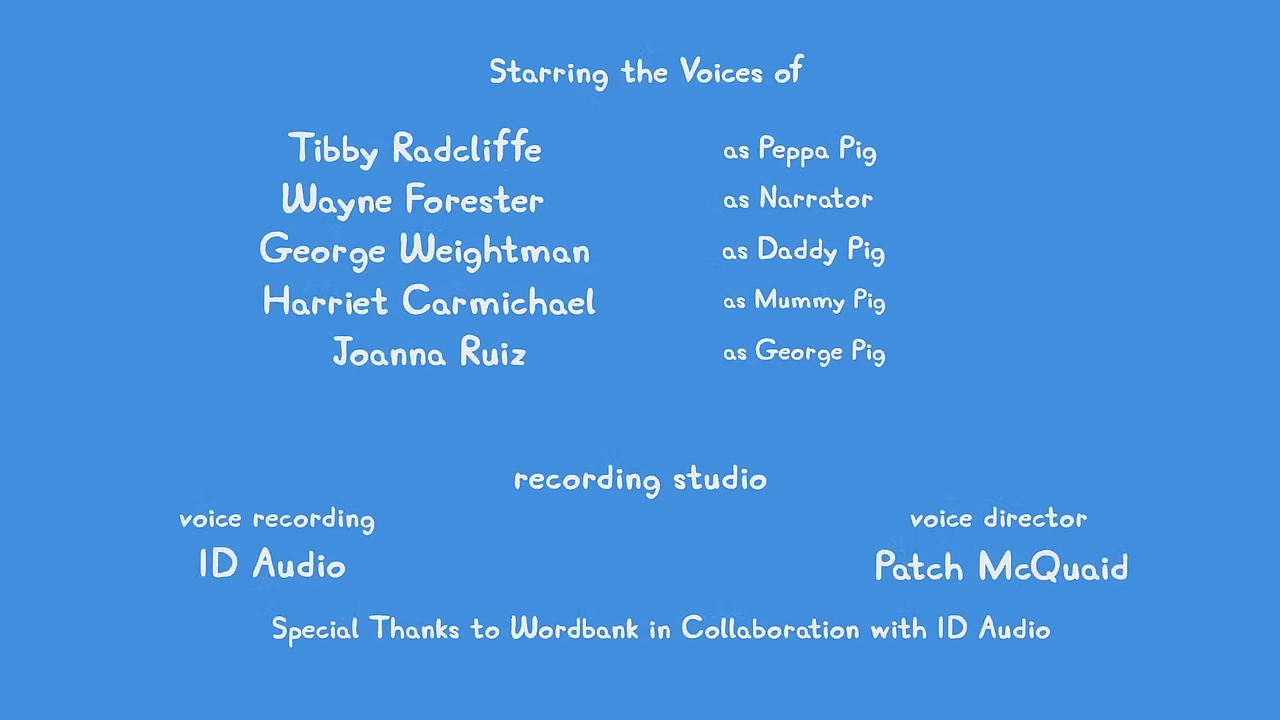 Starring the Voices of
Tibby Radcliffe as Peppa Pig
Wayne Forester as Narrator
George Weightman as Daddy Pig
Harriet Carmichael as Mummy Pig
Joanna Ruiz as George Pig
recording studio
voice recording voice director
ID Audio Patch McQuaid
Special Thanks to Wordbank in Collaboration with ID Audio